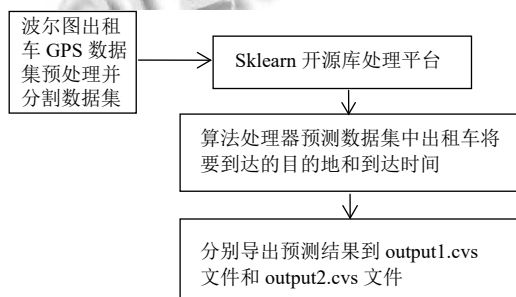 波尔图出租
车 GPS 数据
集预处理并
分割数据集
Sklearn 开源库处理平台
算法处理器预测数据集中出租车将
要到达的目的地和到达时间
分别导出预测结果到 output1.cvs
文件和 output2.cvs 文件